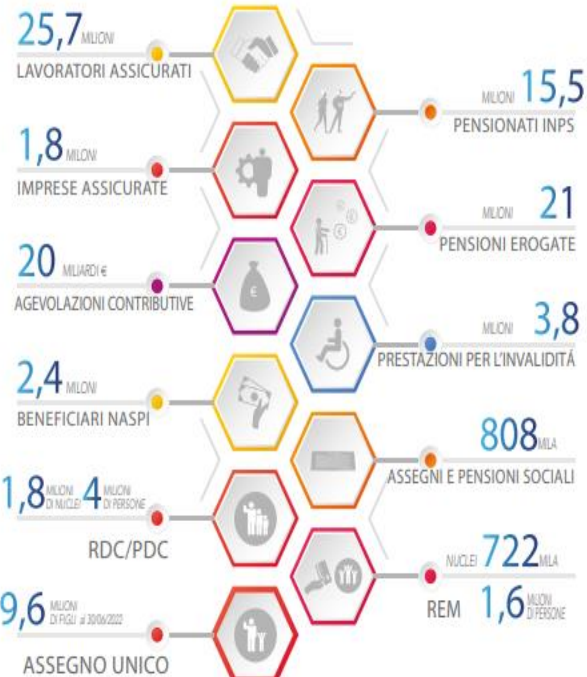 25,7 MILIONI
LAVORATORI ASSICURATI
MILIONI 15,5
PENSIONATI INPS
1,8 MILIONI
IMPRESE ASSICURATE
MILIONI 21
PENSIONI EROGATE
20 MILIARDI €
AGEVOLAZIONI CONTRIBUTIVE
MILIONI 3,8
PRESTAZIONI PER L'INVALIDITÁ
2,4 MILIONI
BENEFICIARI NASPI
808 MILA
ASSEGNI E PENSIONI SOCIALI
1,8 MILIONI DI NUCLEI 4 MILIONI DI PERSONE
RDC/PDC
NUCLEI 722 MILA
REM 1,6 MILIONI DI PERSONE
9,6 MILIONI DI FIGLI al 30/06/2022
ASSEGNO UNICO